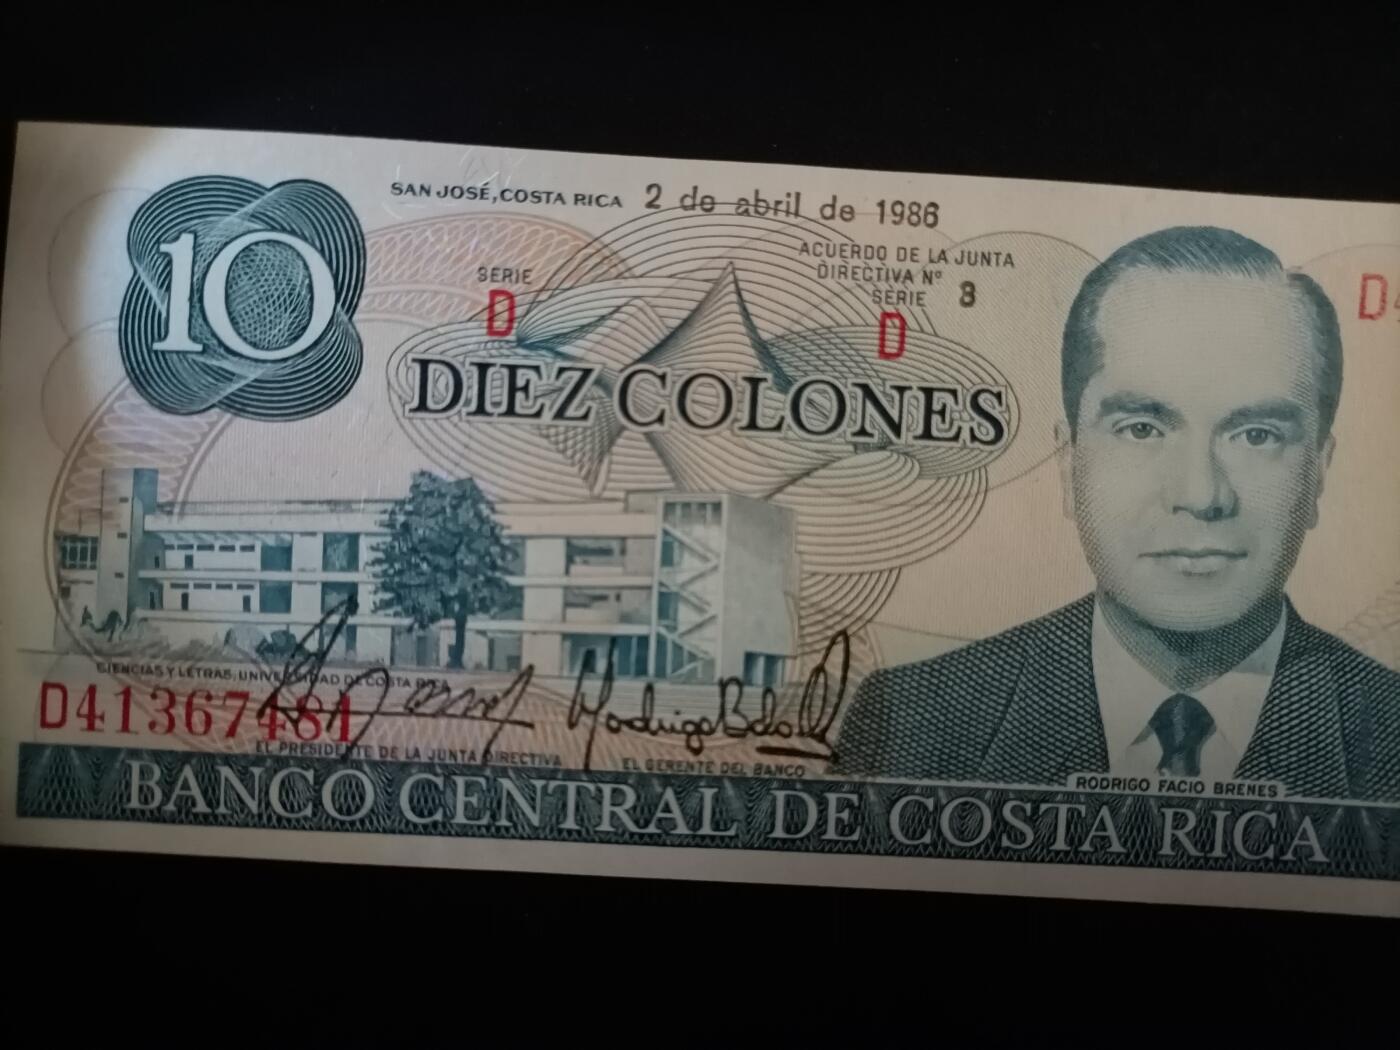 10
SAN JOSÉ, COSTA RICA 2 de abril de 1986
ACUERDO DE LA JUNTA
DIRECTIVA Nº
SERIE
D
SERIE 8
D
DIEZ COLONES
CIENCIAS Y LETRAS, UNIVERSIDAD DE COSTA RICA
D41367481
EL PRESIDENTE DE LA JUNTA DIRECTIVA
EL GERENTE DEL BANCO
RODRIGO FACIO BRENES
BANCO CENTRAL DE COSTA RICA